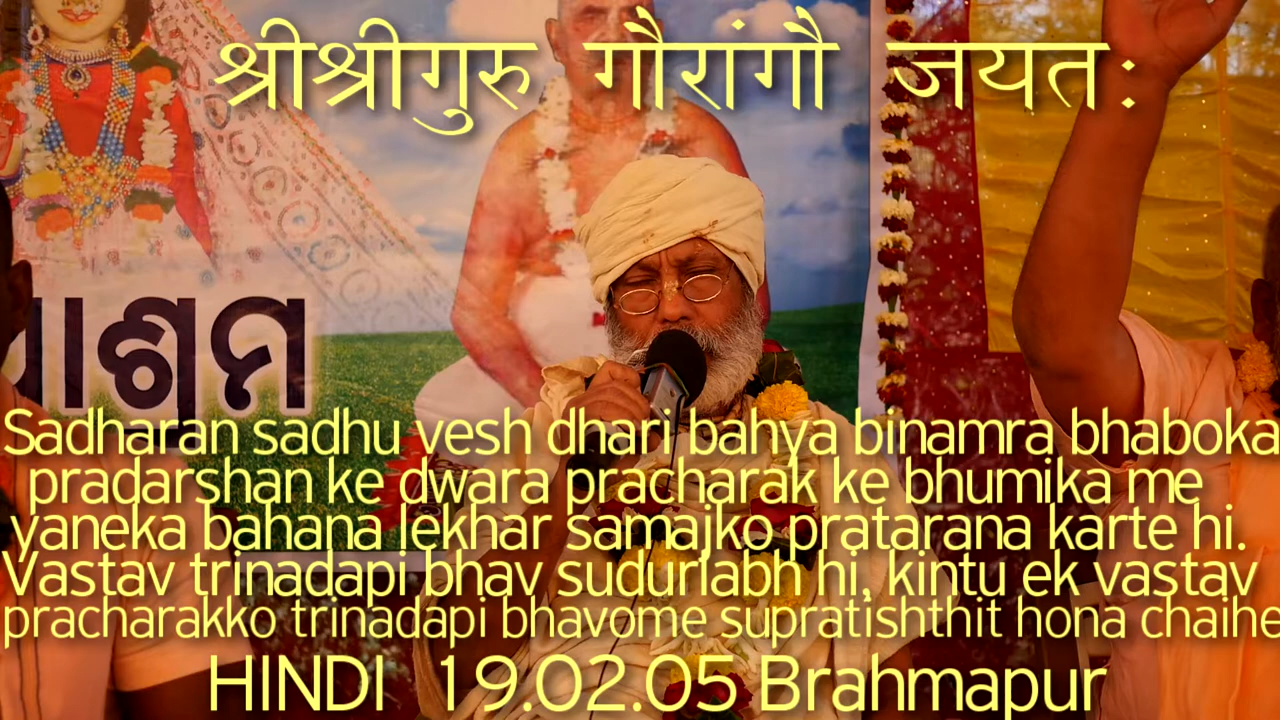 श्रीश्रीगुरु गौरांगौ जयतः
ାଶ୍ରମ
Sadharan sadhu vesh dhari bahya binamra bhaboka
pradarshan ke dwara pracharak ke bhumika me
yaneka bahana lekhar samajko pratarana karte hi.
Vastav trinadapi bhav sudurlabh hi, kintu ek vastav
pracharakko trinadapi bhavome supratishthit hona chaihe
HINDI 19.02.05 Brahmapur